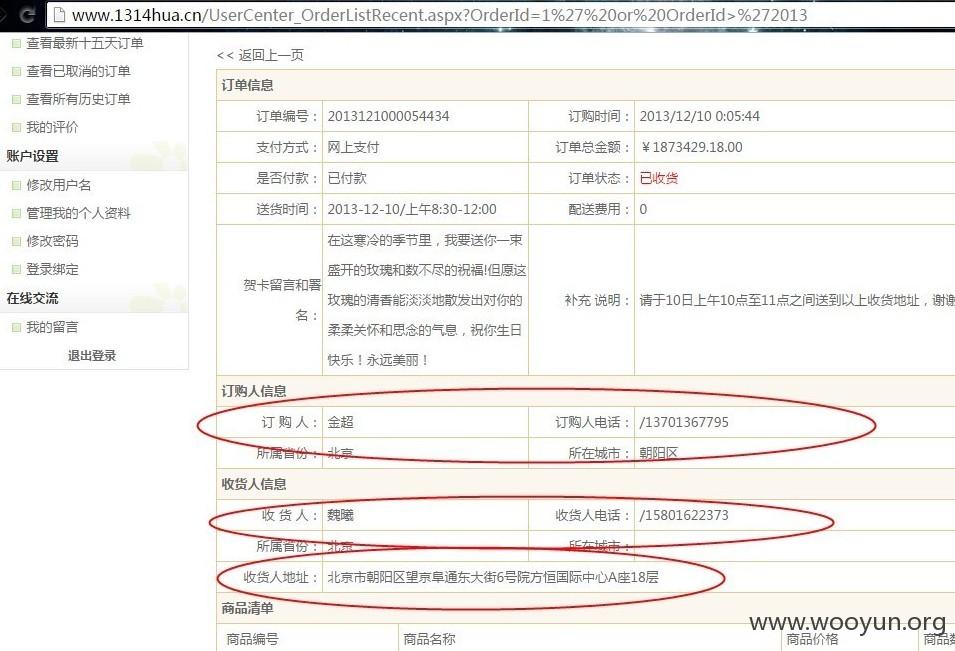 www.1314hua.cn/UserCenter_OrderListRecent.aspx?OrderId=1%27%20or%20OrderId>%272013
查看最新十五天订单
查看已取消的订单
查看所有历史订单
我的评价
账户设置
修改用户名
管理我的个人资料
修改密码
登录绑定
在线交流
我的留言
退出登录
<< 返回上一页
订单信息
订单编号： 2013121000054434 订购时间： 2013/12/10 0:05:44
支付方式： 网上支付 订单总金额： ￥1873429.18.00
是否付款： 已付款 订单状态： 已收货
送货时间： 2013-12-10/上午8:30-12:00 配送费用： 0
贺卡留言和署名：
在这寒冷的季节里，我要送你一束
盛开的玫瑰和数不尽的祝福!但愿这
玫瑰的清香能淡淡地散发出对你的
柔柔关怀和思念的气息，祝你生日
快乐！永远美丽！
补充 说明： 请于10日上午10点至11点之间送到以上收货地址，谢谢
订购人信息
订 购 人： 金超 订购人电话： /13701367795
所属省份： 北京 所在城市： 朝阳区
收货人信息
收 货 人： 魏曦 收货人电话： /15801622373
所属省份： 北京 所在城市：
收货人地址： 北京市朝阳区望京阜通东大街6号院方恒国际中心A座18层
商品清单
商品编号 商品名称 商品价格 商品数
www.wooyun.org